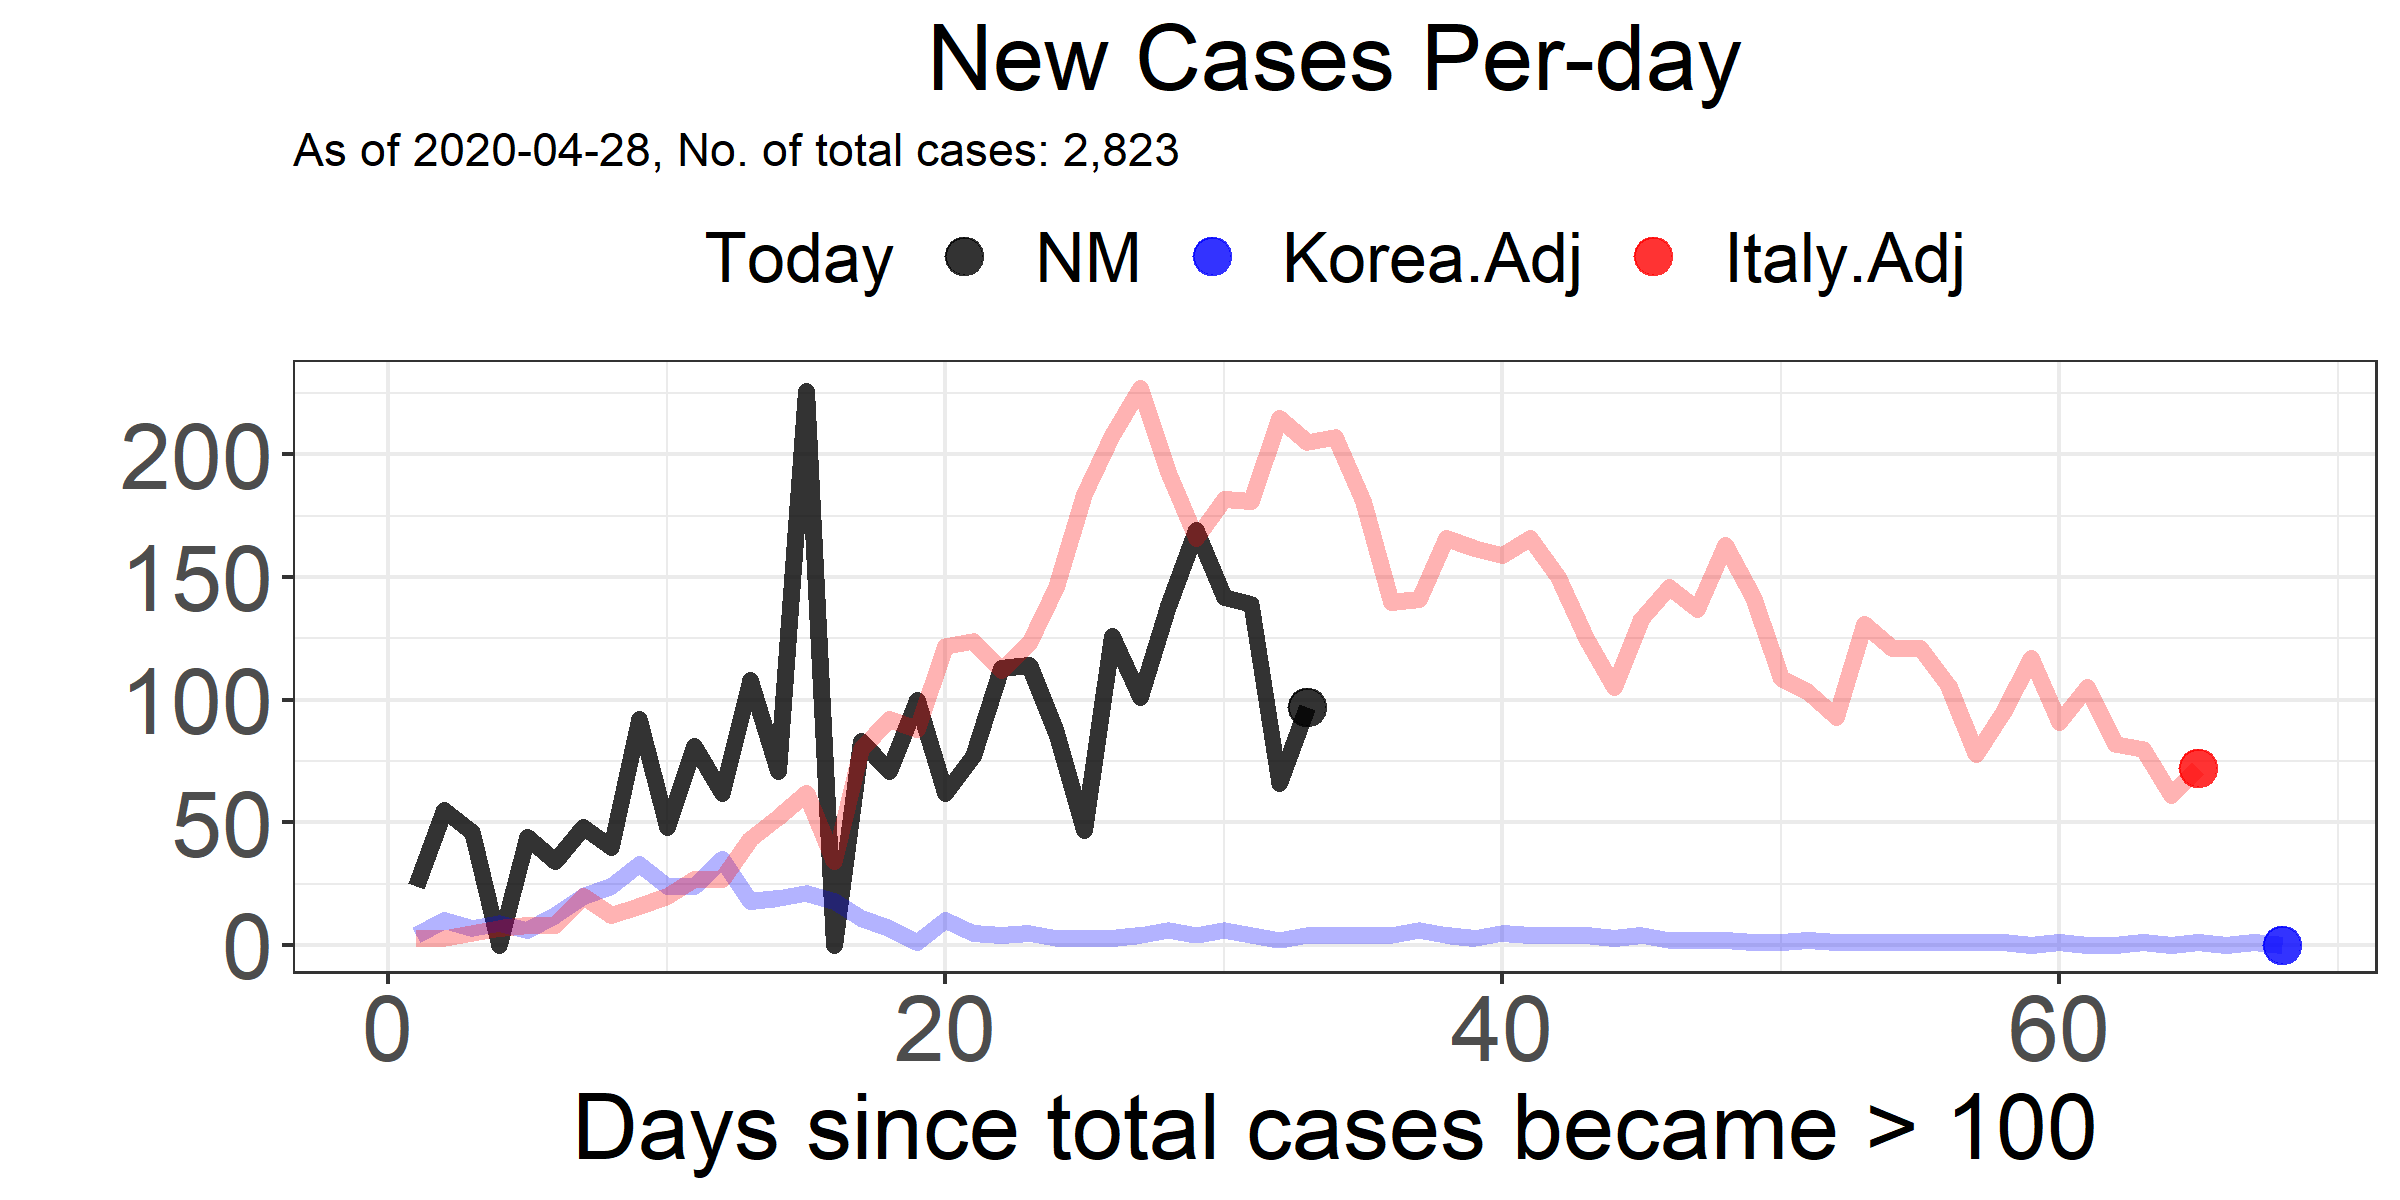 New Cases Per-day
As of 2020-04-28, No. of total cases: 2,823
Today NM Korea.Adj Italy.Adj
200
150
100
50
0
0 20 40 60
Days since total cases became > 100